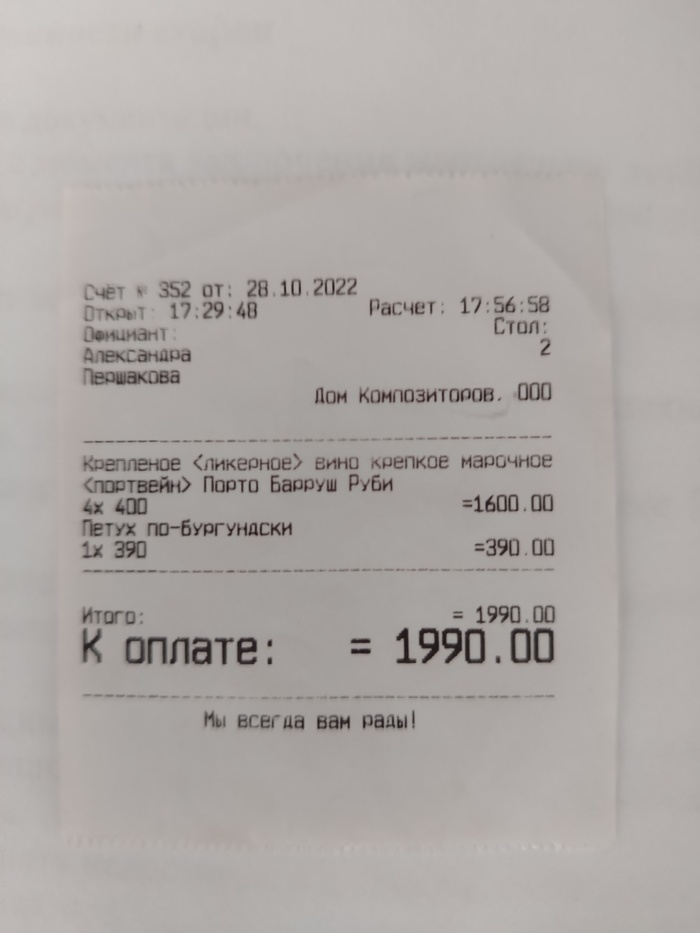 Счёт № 352 от: 28.10.2022
Открыт: 17:29:48 Расчет: 17:56:58
Официант: Стол:
Александра 2
Першакова
Дом Композиторов. ООО
Крепленое <ликерное> вино крепкое марочное
<портвейн> Порто Барруш Руби
4x 400 =1600.00
Петух по-бургундски
1x 390 =390.00
Итого: = 1990.00
К оплате: = 1990.00
Мы всегда вам рады!